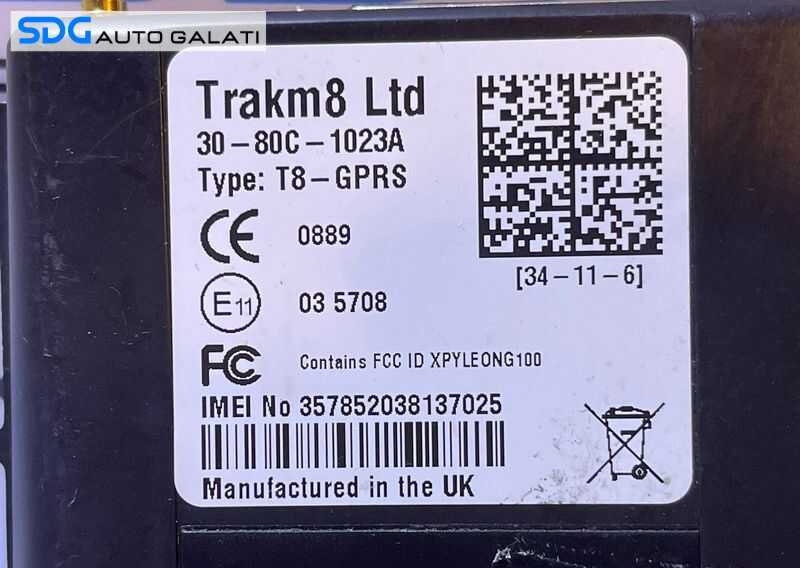 SDG AUTO GALATI
Trakm8 Ltd
30-80C-1023A
Type: T8-GPRS
CE 0889
[34-11-6]
E11 03 5708
FC Contains FCC ID XPYLEONG100
IMEI No 357852038137025
Manufactured in the UK